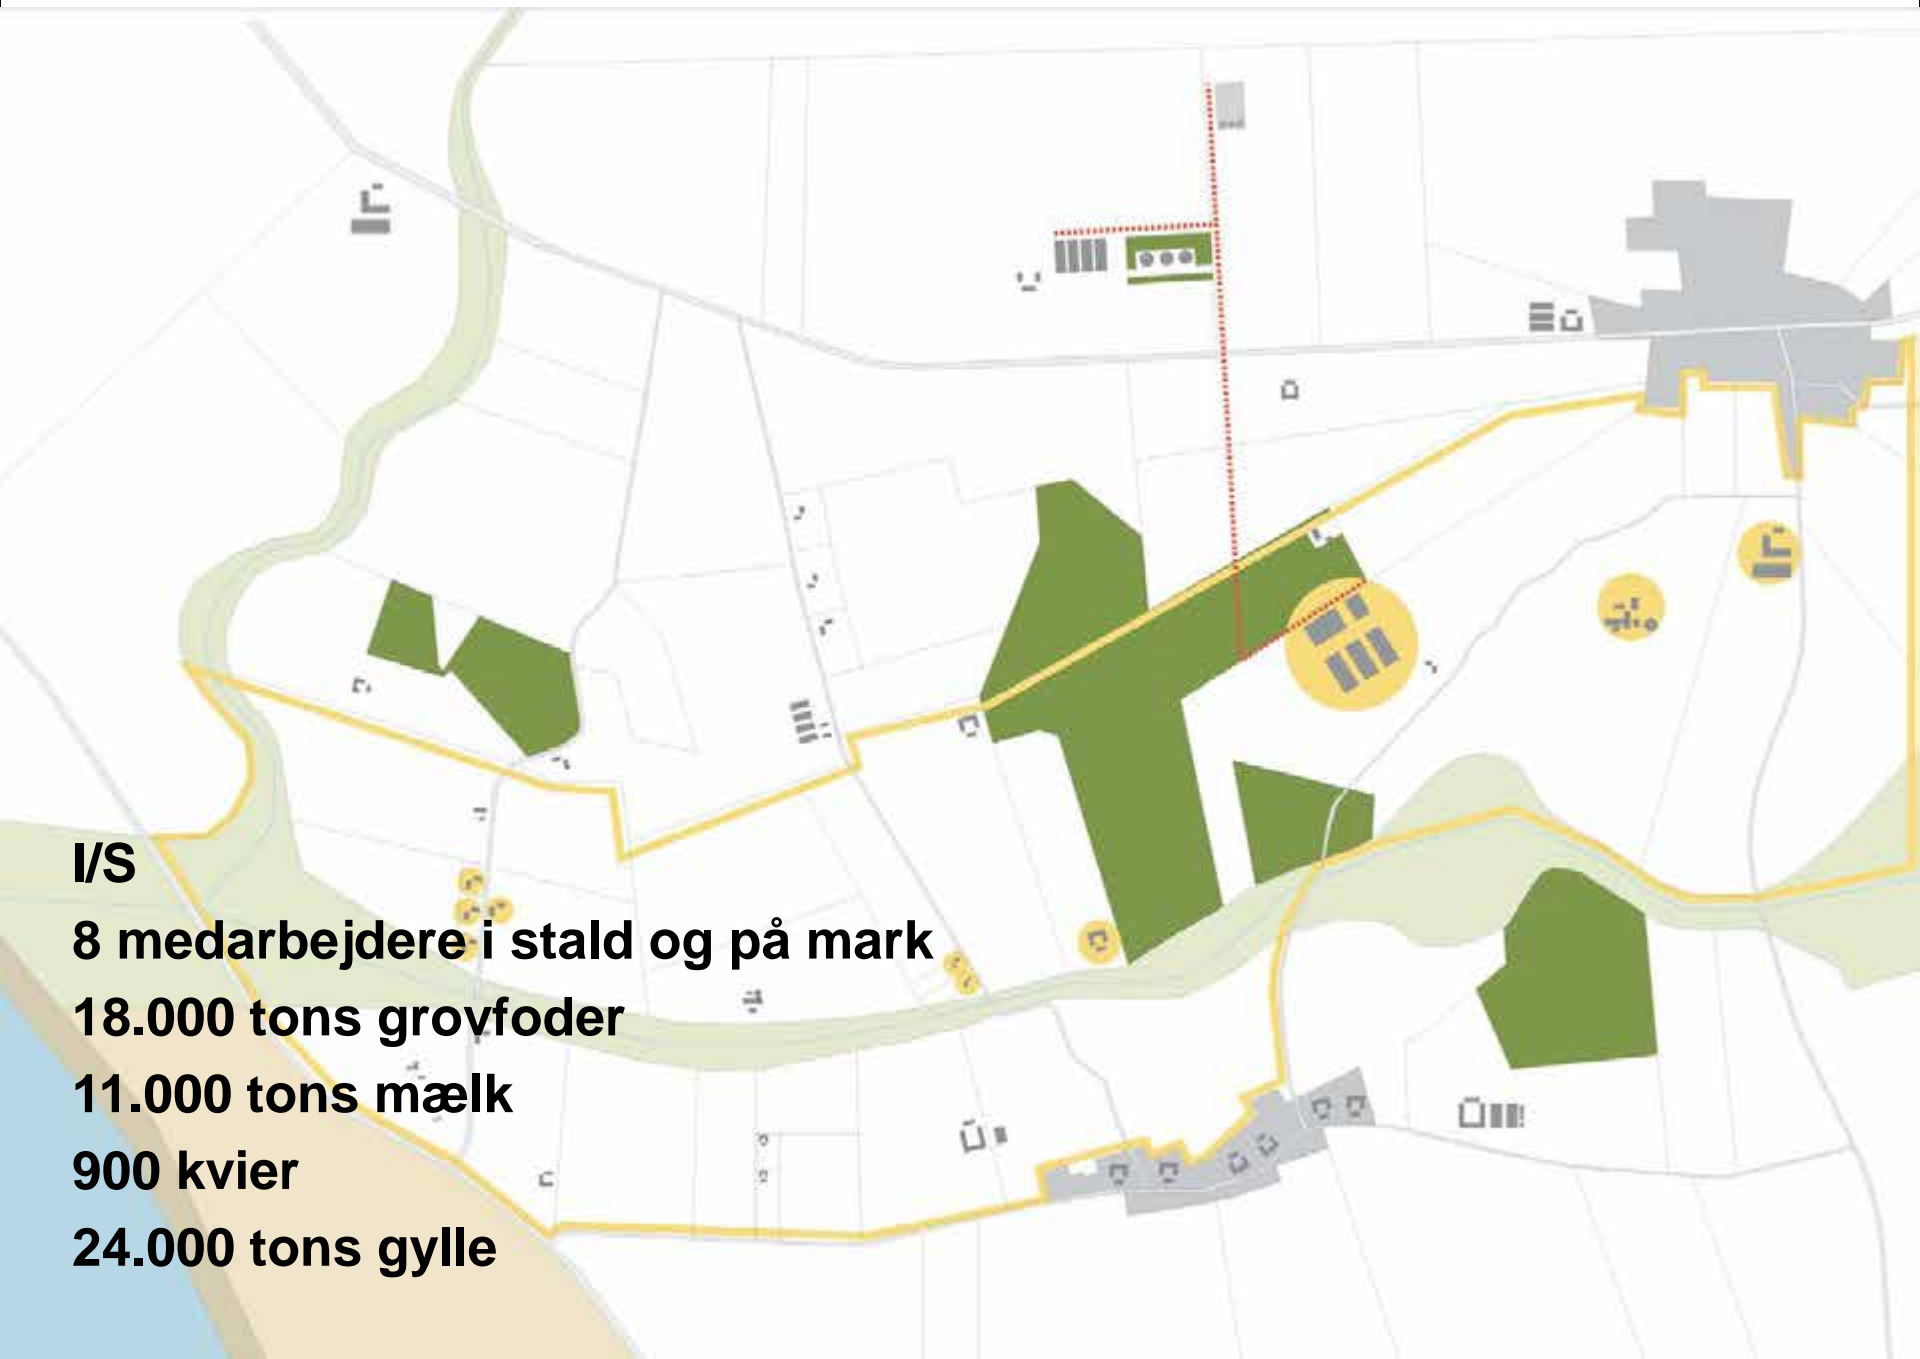 I/S
8 medarbejdere i stald og på mark
18.000 tons grovfoder
11.000 tons mælk
900 kvier
24.000 tons gylle